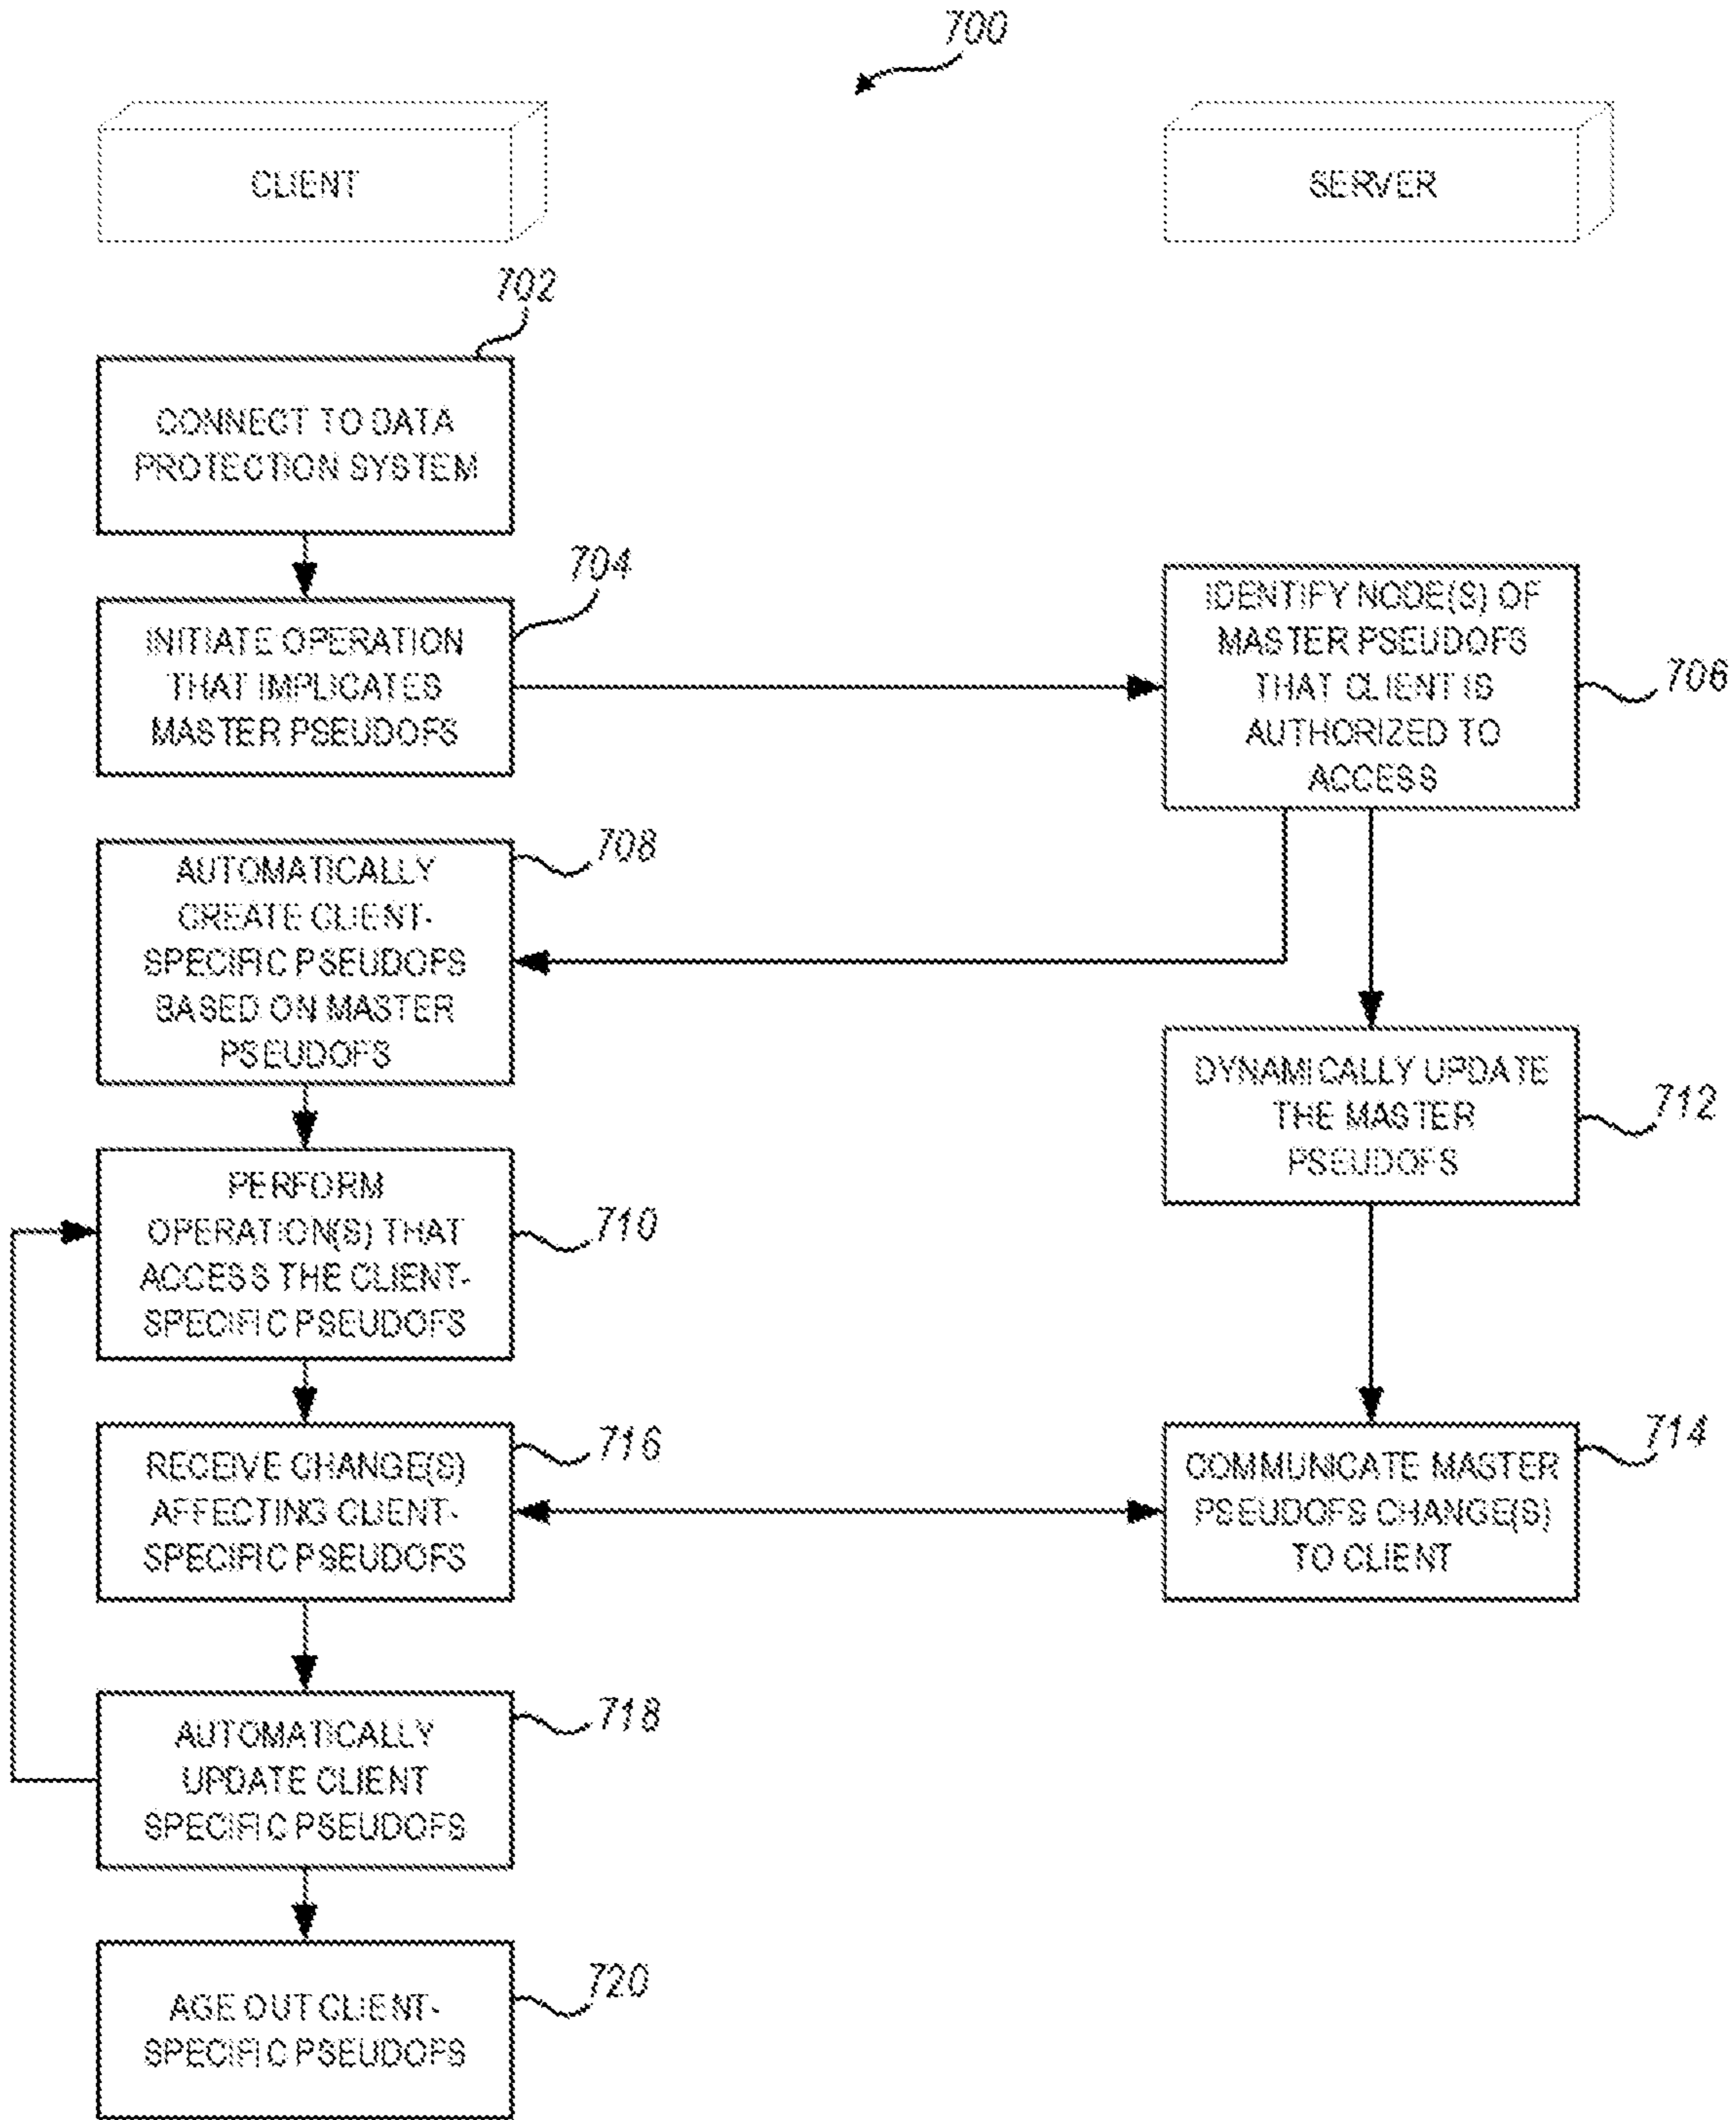 700
CLIENT
SERVER
702
CONNECT TO DATA
PROTECTION SYSTEM
704
INITIATE OPERATION
THAT IMPLICATES
MASTER PSEUDOFS
IDENTIFY NODE(S) OF
MASTER PSEUDOFS
THAT CLIENT IS
AUTHORIZED TO
ACCESS
706
708
AUTOMATICALLY
CREATE CLIENT-
SPECIFIC PSEUDOFS
BASED ON MASTER
PSEUDOFS
DYNAMICALLY UPDATE
THE MASTER
PSEUDOFS
712
PERFORM
OPERATION(S) THAT
ACCESS THE CLIENT-
SPECIFIC PSEUDOFS
710
716
RECEIVE CHANGE(S)
AFFECTING CLIENT-
SPECIFIC PSEUDOFS
714
COMMUNICATE MASTER
PSEUDOFS CHANGE(S)
TO CLIENT
718
AUTOMATICALLY
UPDATE CLIENT
SPECIFIC PSEUDOFS
720
AGE OUT CLIENT-
SPECIFIC PSEUDOFS